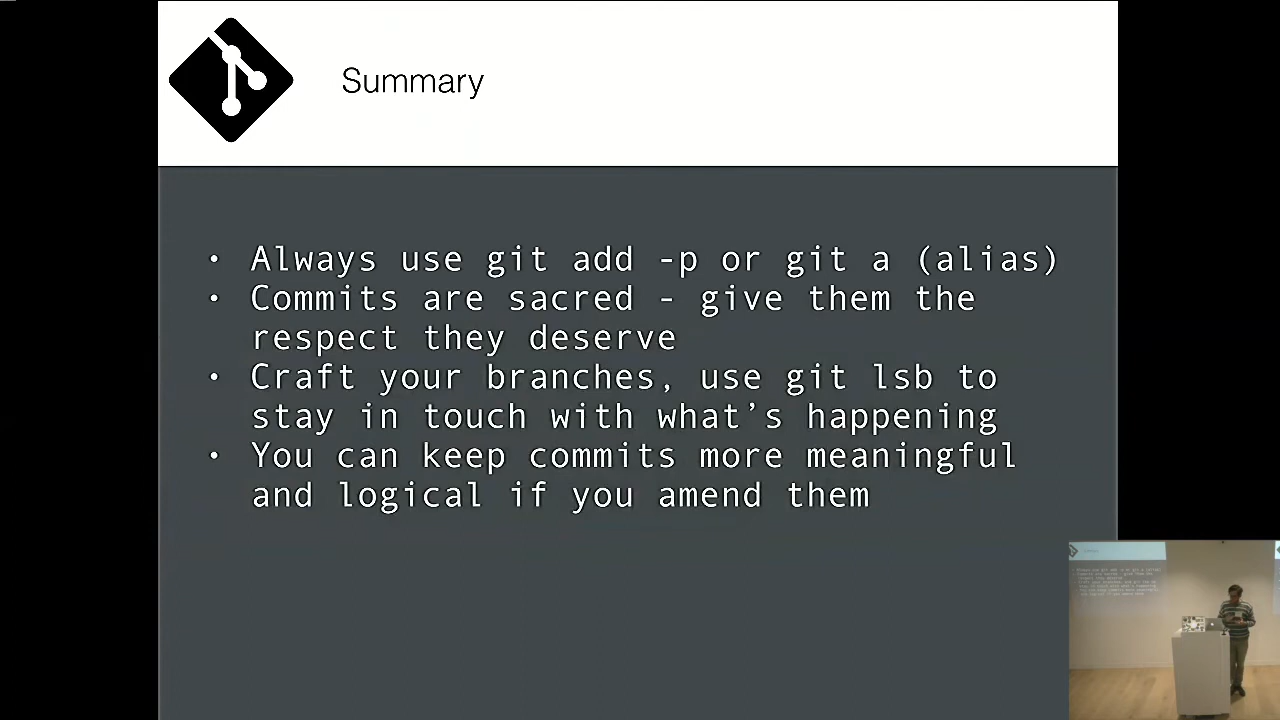 Summary
• Always use git add -p or git a (alias)
• Commits are sacred - give them the
respect they deserve
• Craft your branches, use git lsb to
stay in touch with what’s happening
• You can keep commits more meaningful
and logical if you amend them